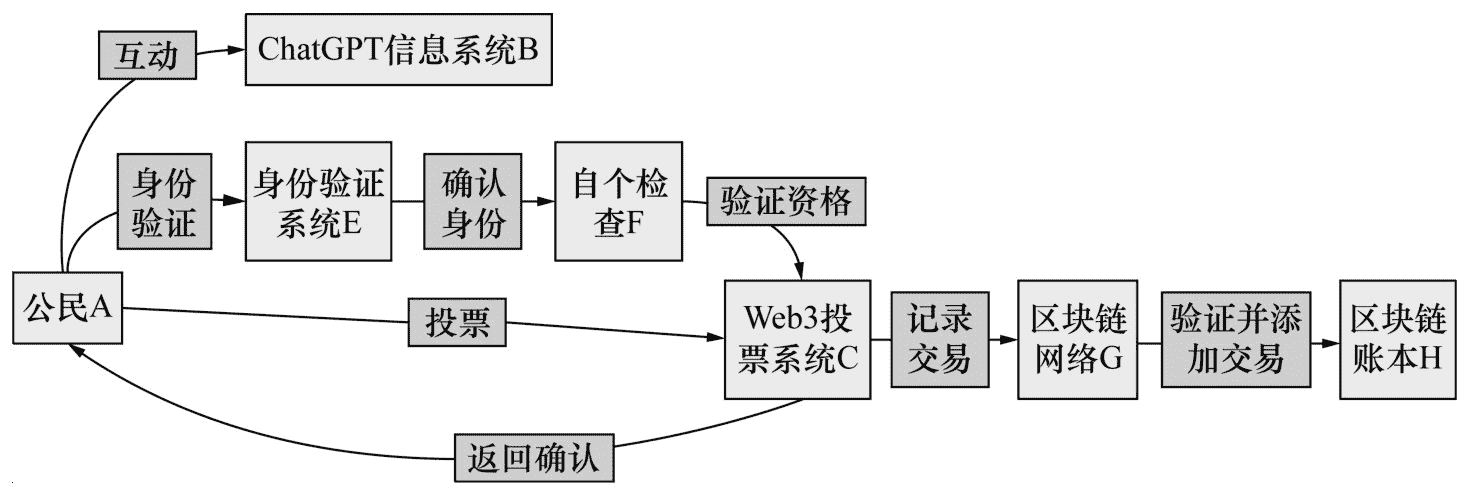 互动
ChatGPT信息系统B
身份
验证
身份验证
系统E
确认
身份
自个检
查F
验证资格
公民A
投票
Web3投
票系统C
记录
交易
区块链
网络G
验证并添
加交易
区块链
账本H
返回确认